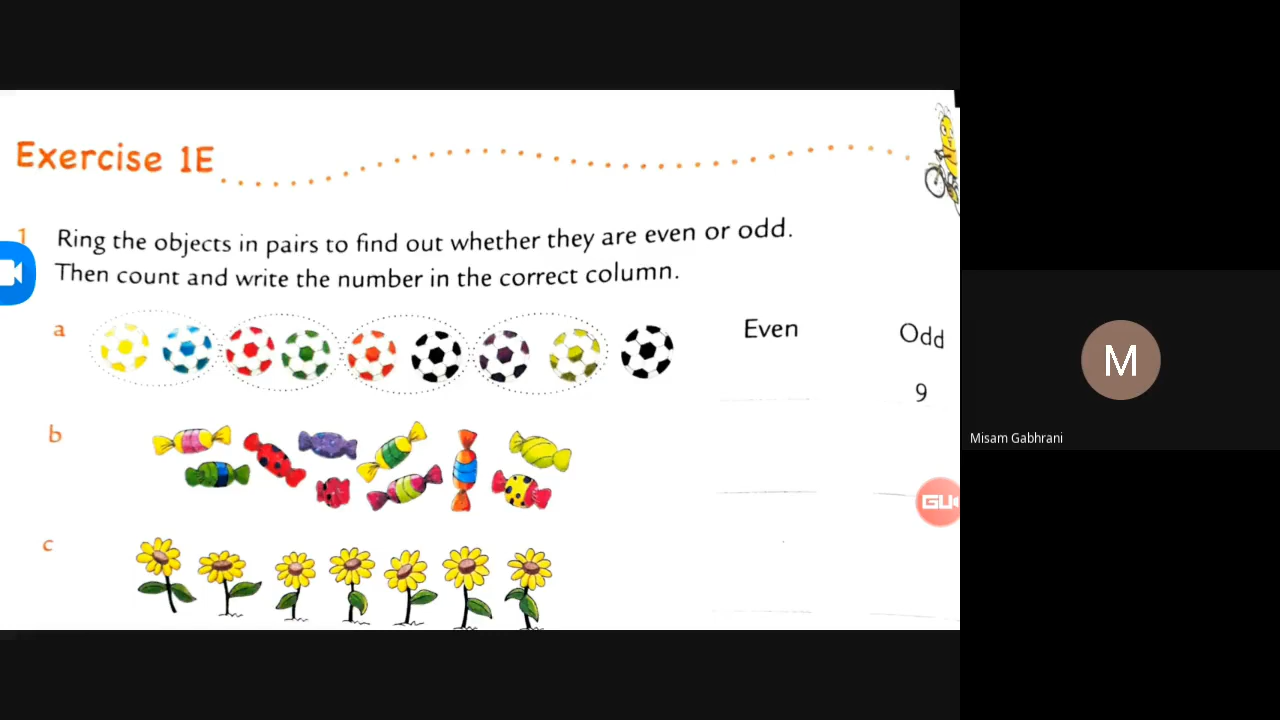 Exercise 1E
1 Ring the objects in pairs to find out whether they are even or odd.
Then count and write the number in the correct column.
a
Even Odd
9
b
c
M
Misam Gabhrani